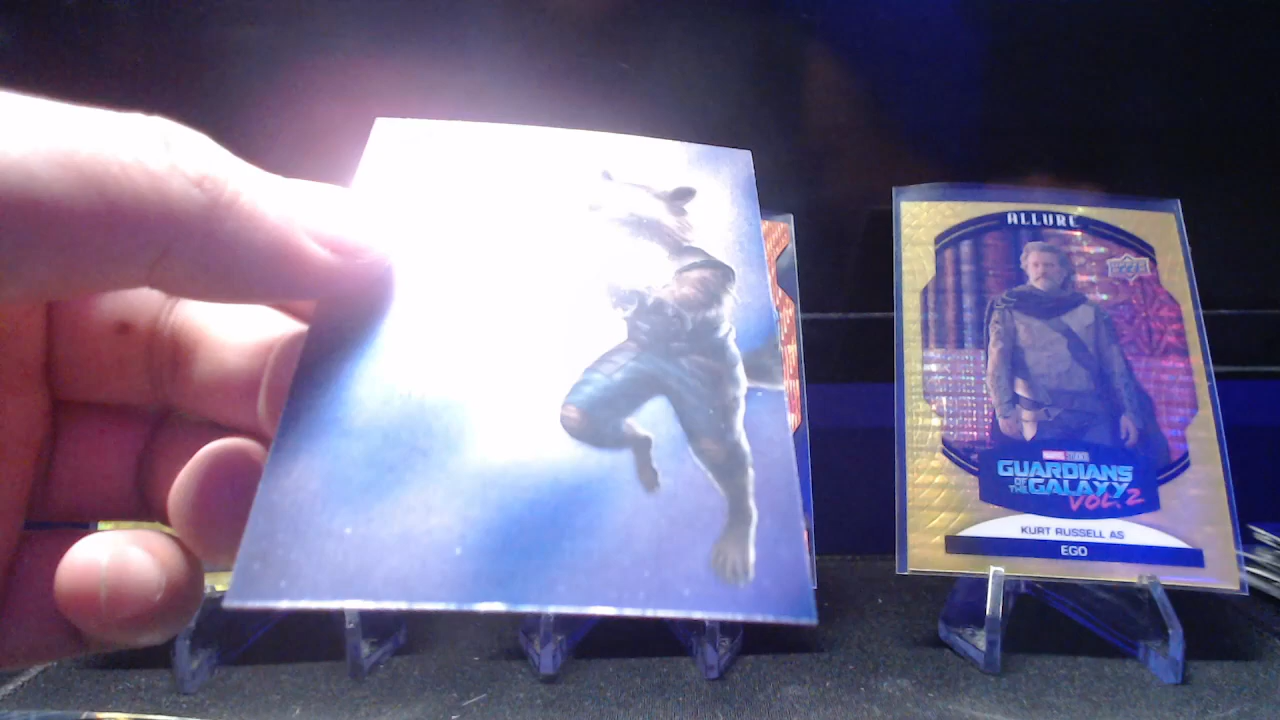 ALLURE
MARVEL STUDIOS
GUARDIANS
OF THE GALAXY
VOL. 2
KURT RUSSELL AS
EGO